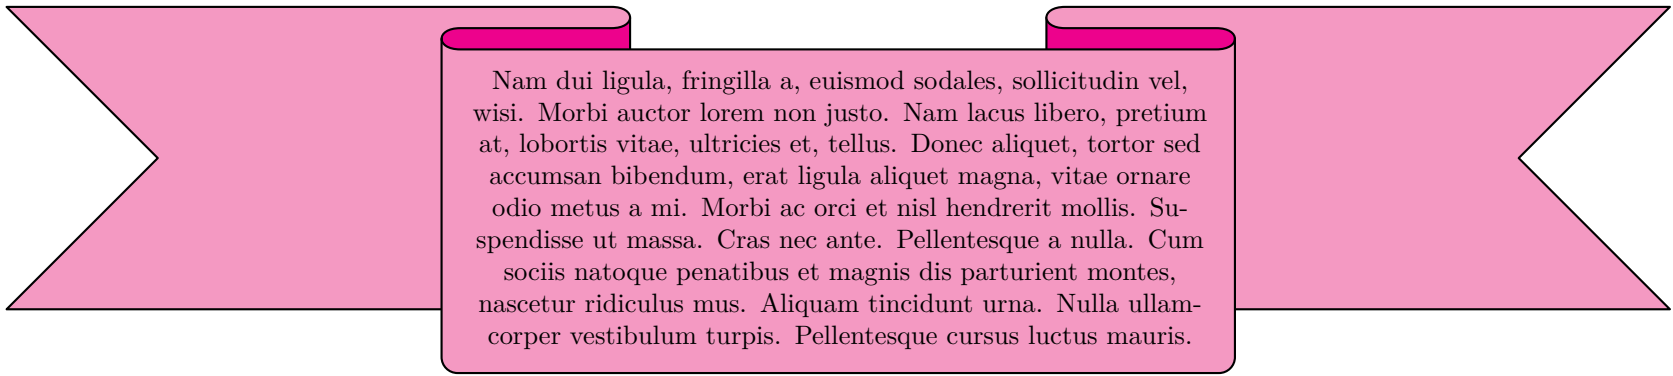 Nam dui ligula, fringilla a, euismod sodales, sollicitudin vel,
wisi. Morbi auctor lorem non justo. Nam lacus libero, pretium
at, lobortis vitae, ultricies et, tellus. Donec aliquet, tortor sed
accumsan bibendum, erat ligula aliquet magna, vitae ornare
odio metus a mi. Morbi ac orci et nisl hendrerit mollis. Su-
spendisse ut massa. Cras nec ante. Pellentesque a nulla. Cum
sociis natoque penatibus et magnis dis parturient montes,
nascetur ridiculus mus. Aliquam tincidunt urna. Nulla ullam-
corper vestibulum turpis. Pellentesque cursus luctus mauris.